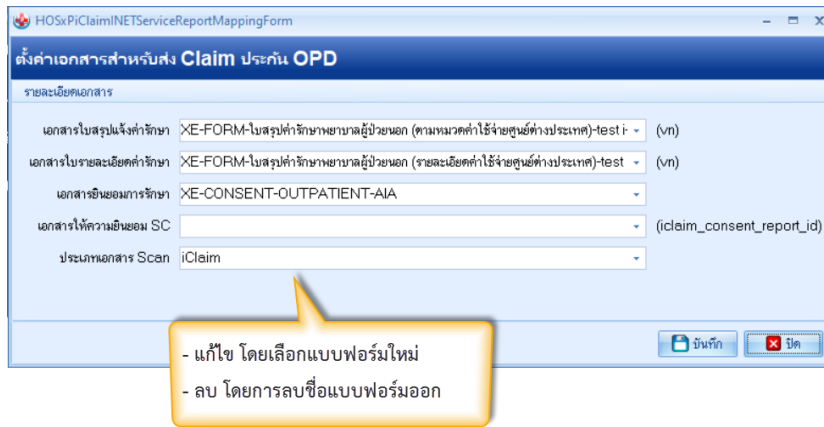 HOSxPiClaimINETServiceReportMappingForm
ตั้งค่าเอกสารสำหรับส่ง Claim ประกัน OPD
รายละเอียดเอกสาร
เอกสารใบสรุปแจ้งค่ารักษา XE-FORM-ใบสรุปค่ารักษาพยาบาลผู้ป่วยนอก (ตามหมวดค่าใช้จ่ายศูนย์ต่างประเทศ)-test i- (vn)
เอกสารใบรายละเอียดค่ารักษา XE-FORM-ใบสรุปค่ารักษาพยาบาลผู้ป่วยนอก (รายละเอียดค่าใช้จ่ายศูนย์ต่างประเทศ)-test (vn)
เอกสารยินยอมการรักษา XE-CONSENT-OUTPATIENT-AIA
เอกสารให้ความยินยอม SC (iclaim_consent_report_id)
ประเภทเอกสาร Scan iClaim
- แก้ไข โดยเลือกแบบฟอร์มใหม่
- ลบ โดยการลบชื่อแบบฟอร์มออก
บันทึก ปิด